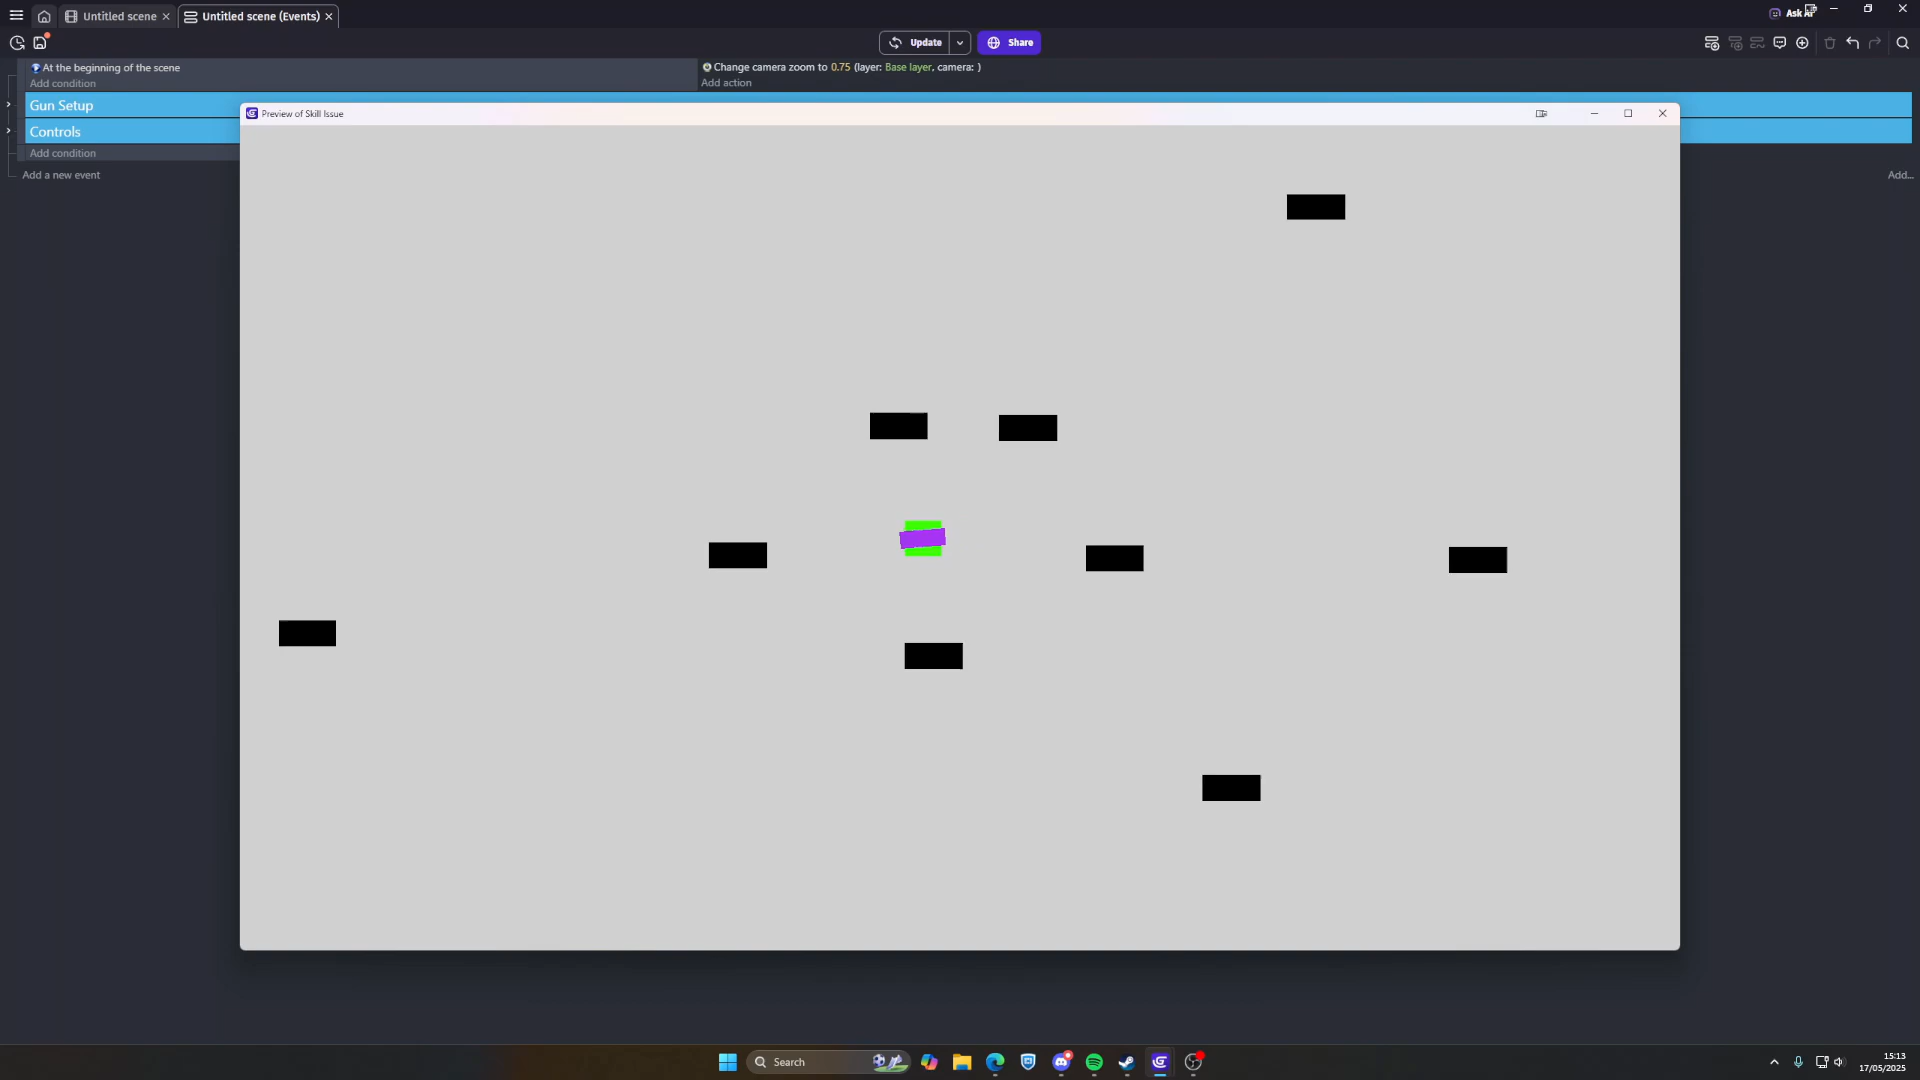 Untitled scene
Untitled scene (Events)
Ask AI
Update
Share
At the beginning of the scene
Change camera zoom to 0.75 (layer: Base layer, camera: )
Add condition
Add action
Gun Setup
Preview of Skill Issue
Controls
Add condition
Add a new event
Add...
Search
15:13
17/05/2025